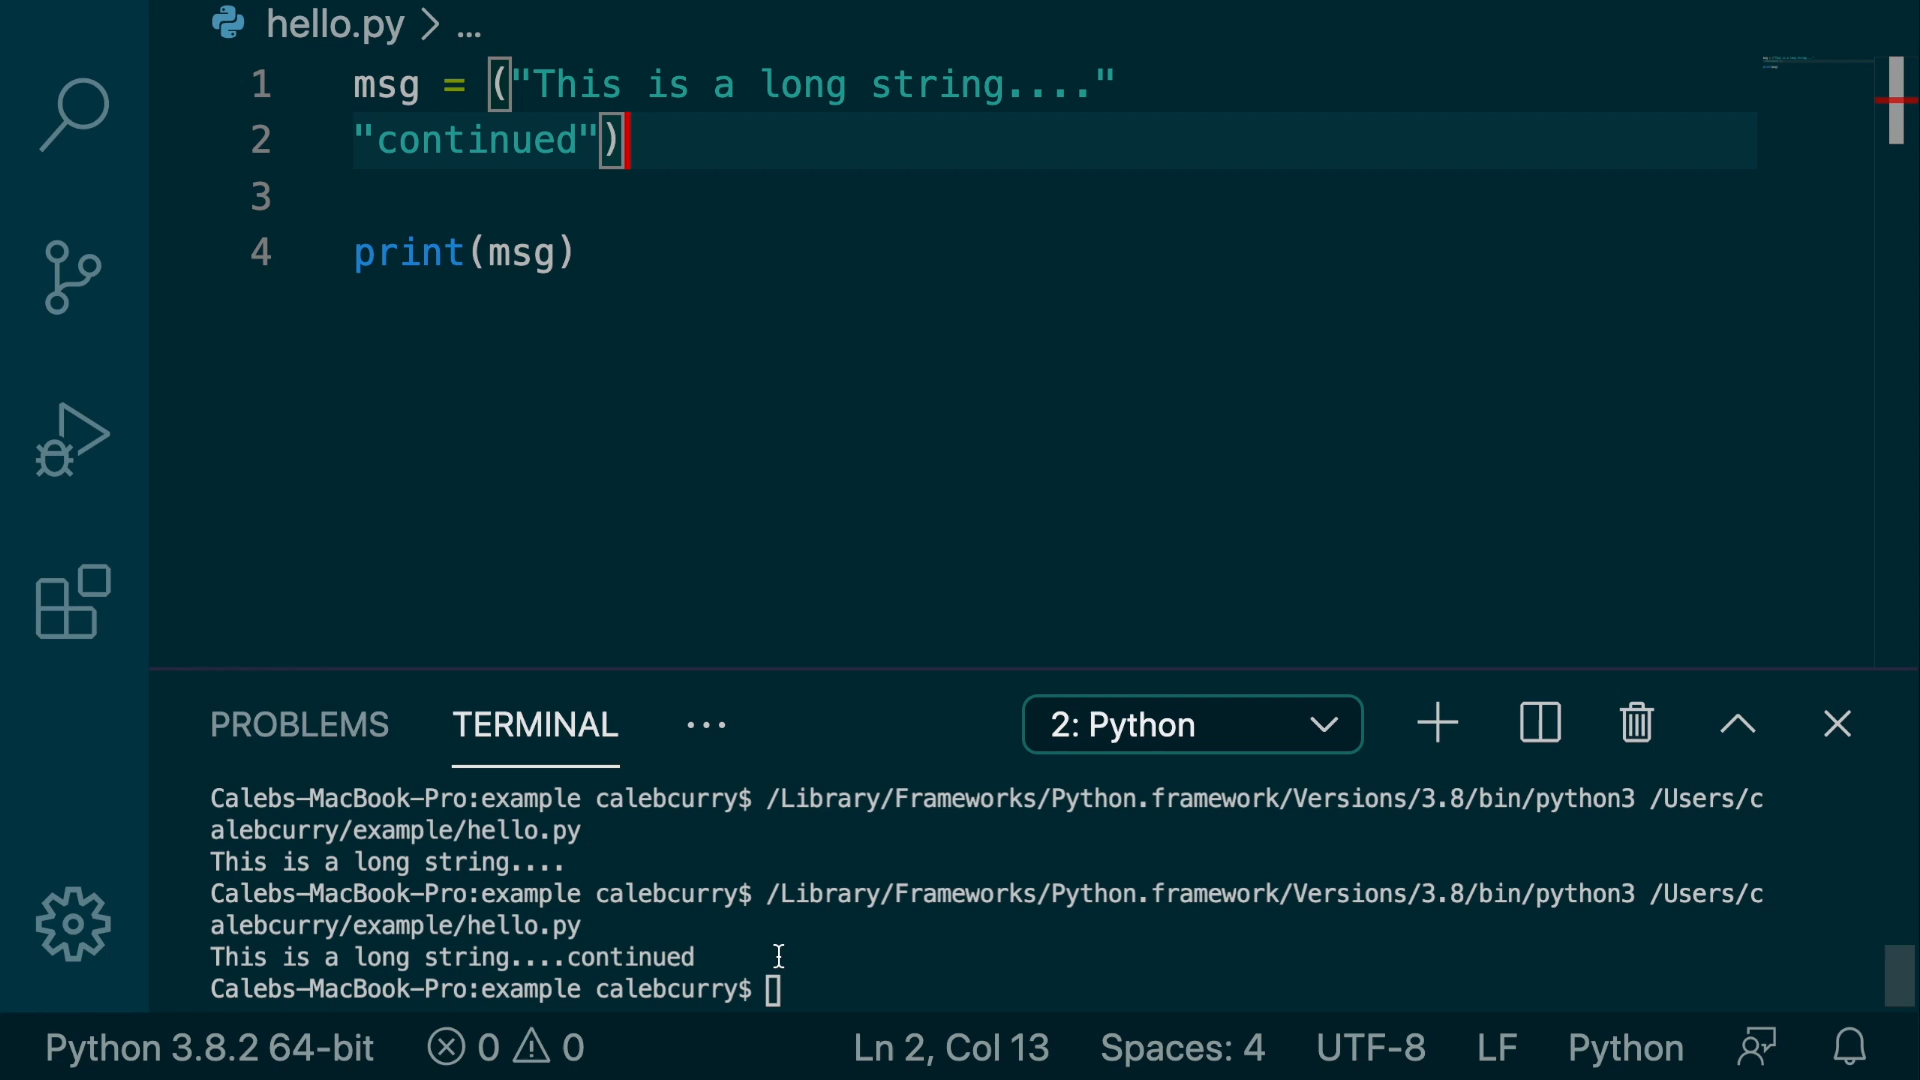 hello.py > ...
1 msg = ("This is a long string...."
2 "continued")
3
4 print(msg)
PROBLEMS TERMINAL ··· 2: Python
Calebs-MacBook-Pro:example calebcurry$ /Library/Frameworks/Python.framework/Versions/3.8/bin/python3 /Users/c
alebcurry/example/hello.py
This is a long string....
Calebs-MacBook-Pro:example calebcurry$ /Library/Frameworks/Python.framework/Versions/3.8/bin/python3 /Users/c
alebcurry/example/hello.py
This is a long string....continued
Calebs-MacBook-Pro:example calebcurry$
Python 3.8.2 64-bit 0 0 Ln 2, Col 13 Spaces: 4 UTF-8 LF Python